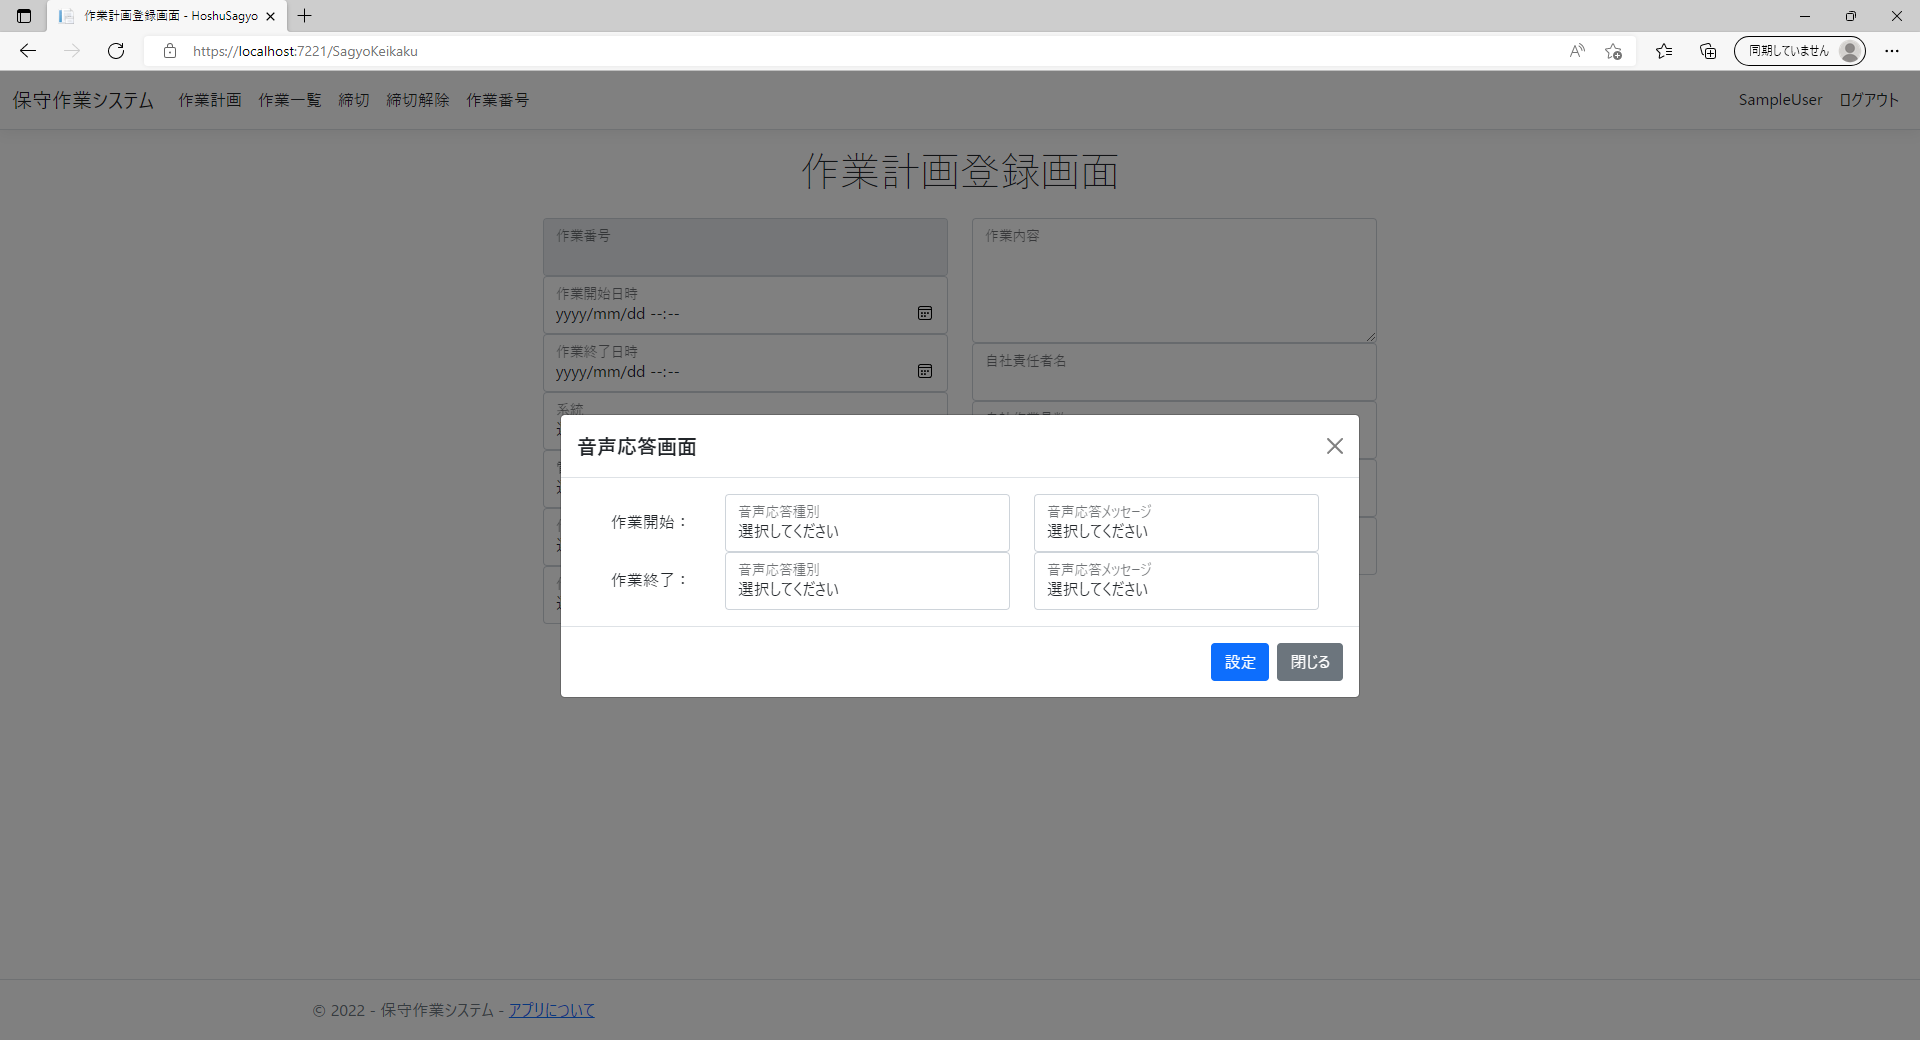 作業計画登録画面 - HoshuSagyo
https://localhost:7221/SagyoKeikaku
同期していません
保守作業システム 作業計画 作業一覧 締切 締切解除 作業番号 SampleUser ログアウト
作業計画登録画面
作業番号
作業開始日時
yyyy/mm/dd --:--
作業終了日時
yyyy/mm/dd --:--
系統
作業内容
自社責任者名
音声応答画面
作業開始： 音声応答種別 音声応答メッセージ
選択してください 選択してください
作業終了： 音声応答種別 音声応答メッセージ
選択してください 選択してください
設定 閉じる
© 2022 - 保守作業システム - アプリについて